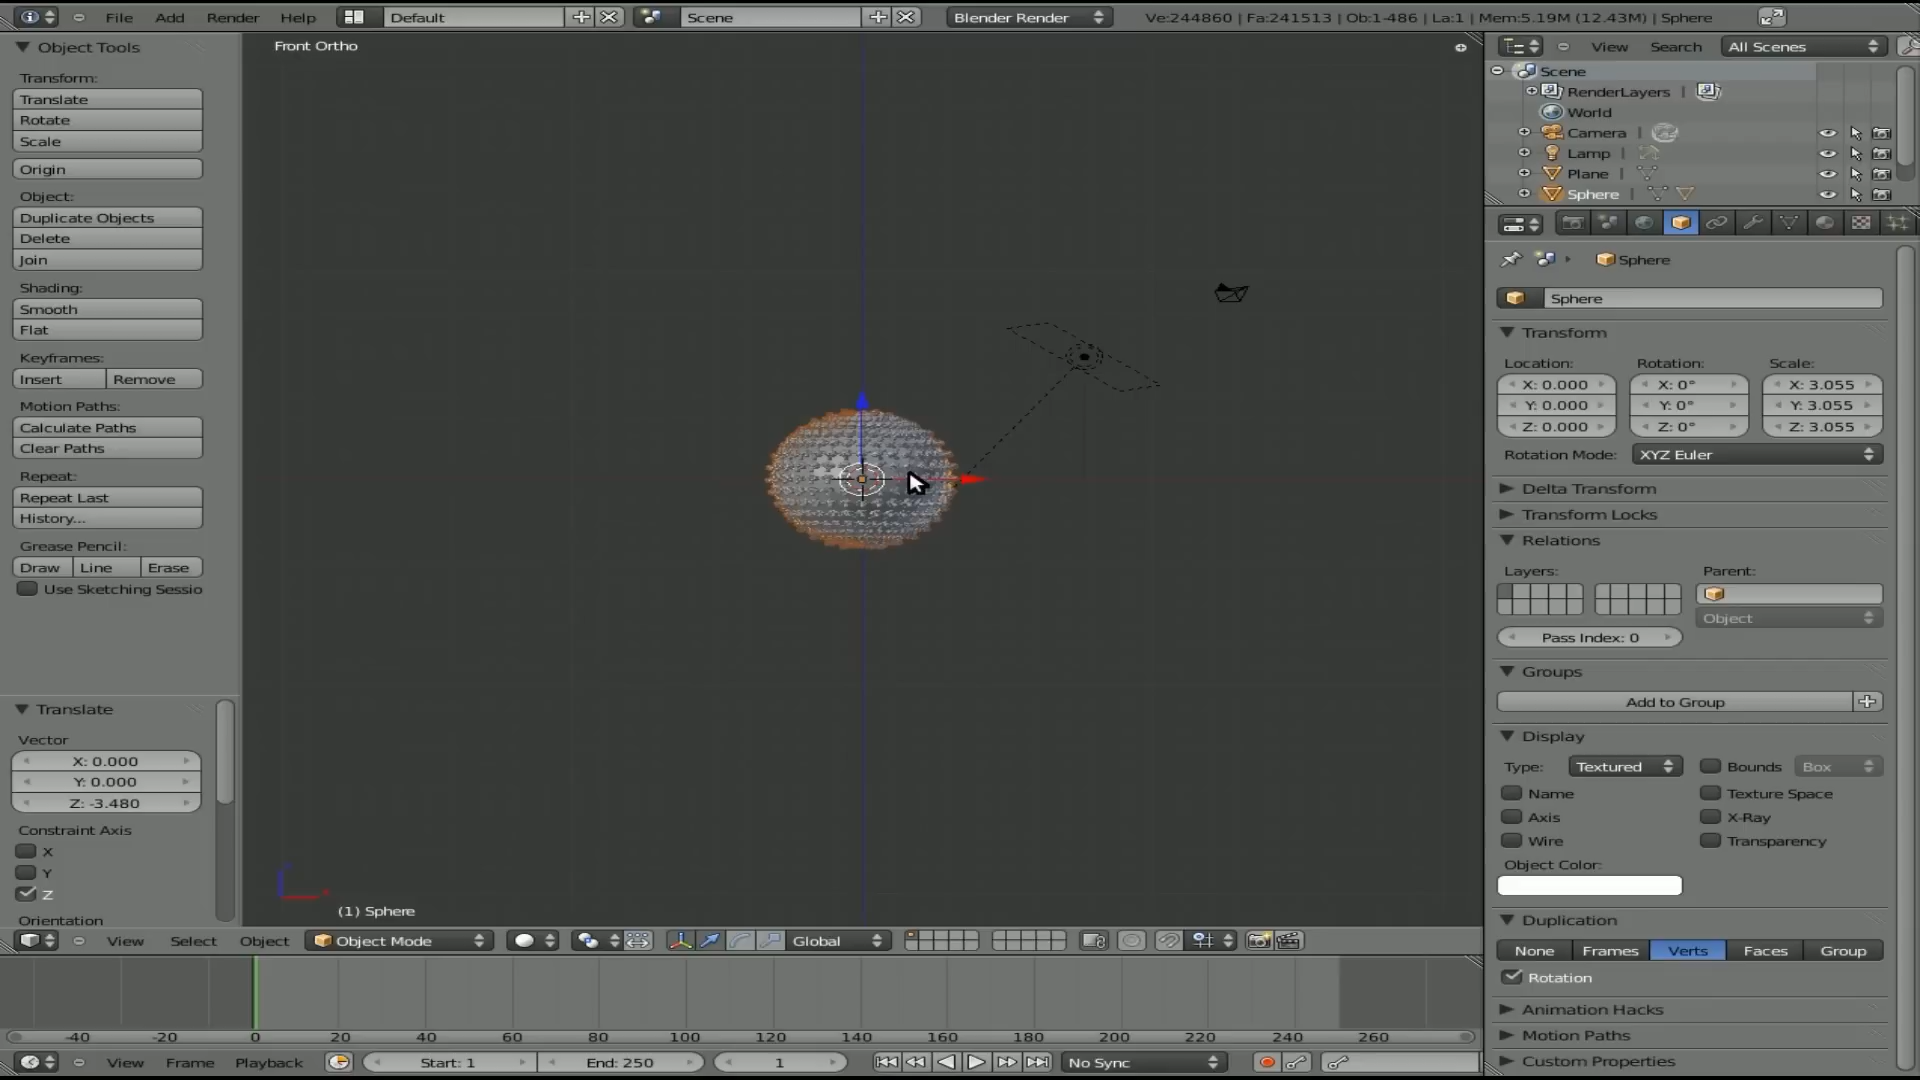 File Add Render Help Default Scene Blender Render Ve:244860 | Fa:241513 | Ob:1-486 | La:1 | Mem:5.19M (12.43M) | Sphere
Object Tools
Transform:
Translate
Rotate
Scale
Origin
Object:
Duplicate Objects
Delete
Join
Shading:
Smooth
Flat
Keyframes:
Insert Remove
Motion Paths:
Calculate Paths
Clear Paths
Repeat:
Repeat Last
History...
Grease Pencil:
Draw Line Erase
Use Sketching Sessio
Translate
Vector
X: 0.000
Y: 0.000
Z: -3.480
Constraint Axis
X
Y
Z
Orientation
Front Ortho
(1) Sphere
View Select Object Object Mode Global
-40 -20 0 20 40 60 80 100 120 140 160 180 200 220 240 260
View Frame Playback Start: 1 End: 250 1 No Sync
View Search All Scenes
Scene
RenderLayers |
World
Camera |
Lamp |
Plane |
Sphere |
Sphere
Sphere
Transform
Location: Rotation: Scale:
X: 0.000 X: 0° X: 3.055
Y: 0.000 Y: 0° Y: 3.055
Z: 0.000 Z: 0° Z: 3.055
Rotation Mode: XYZ Euler
Delta Transform
Transform Locks
Relations
Layers: Parent:
Object
Pass Index: 0
Groups
Add to Group
Display
Type: Textured Bounds Box
Name Texture Space
Axis X-Ray
Wire Transparency
Object Color:
Duplication
None Frames Verts Faces Group
Rotation
Animation Hacks
Motion Paths
Custom Properties